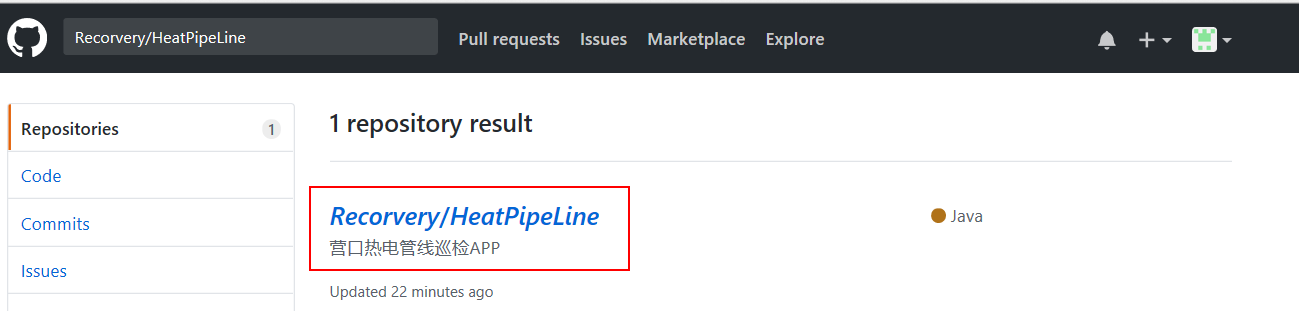 Recorvery/HeatPipeLine
Pull requests Issues Marketplace Explore
Repositories 1
Code
Commits
Issues
1 repository result
Recorvery/HeatPipeLine
Java
营口热电管线巡检APP
Updated 22 minutes ago